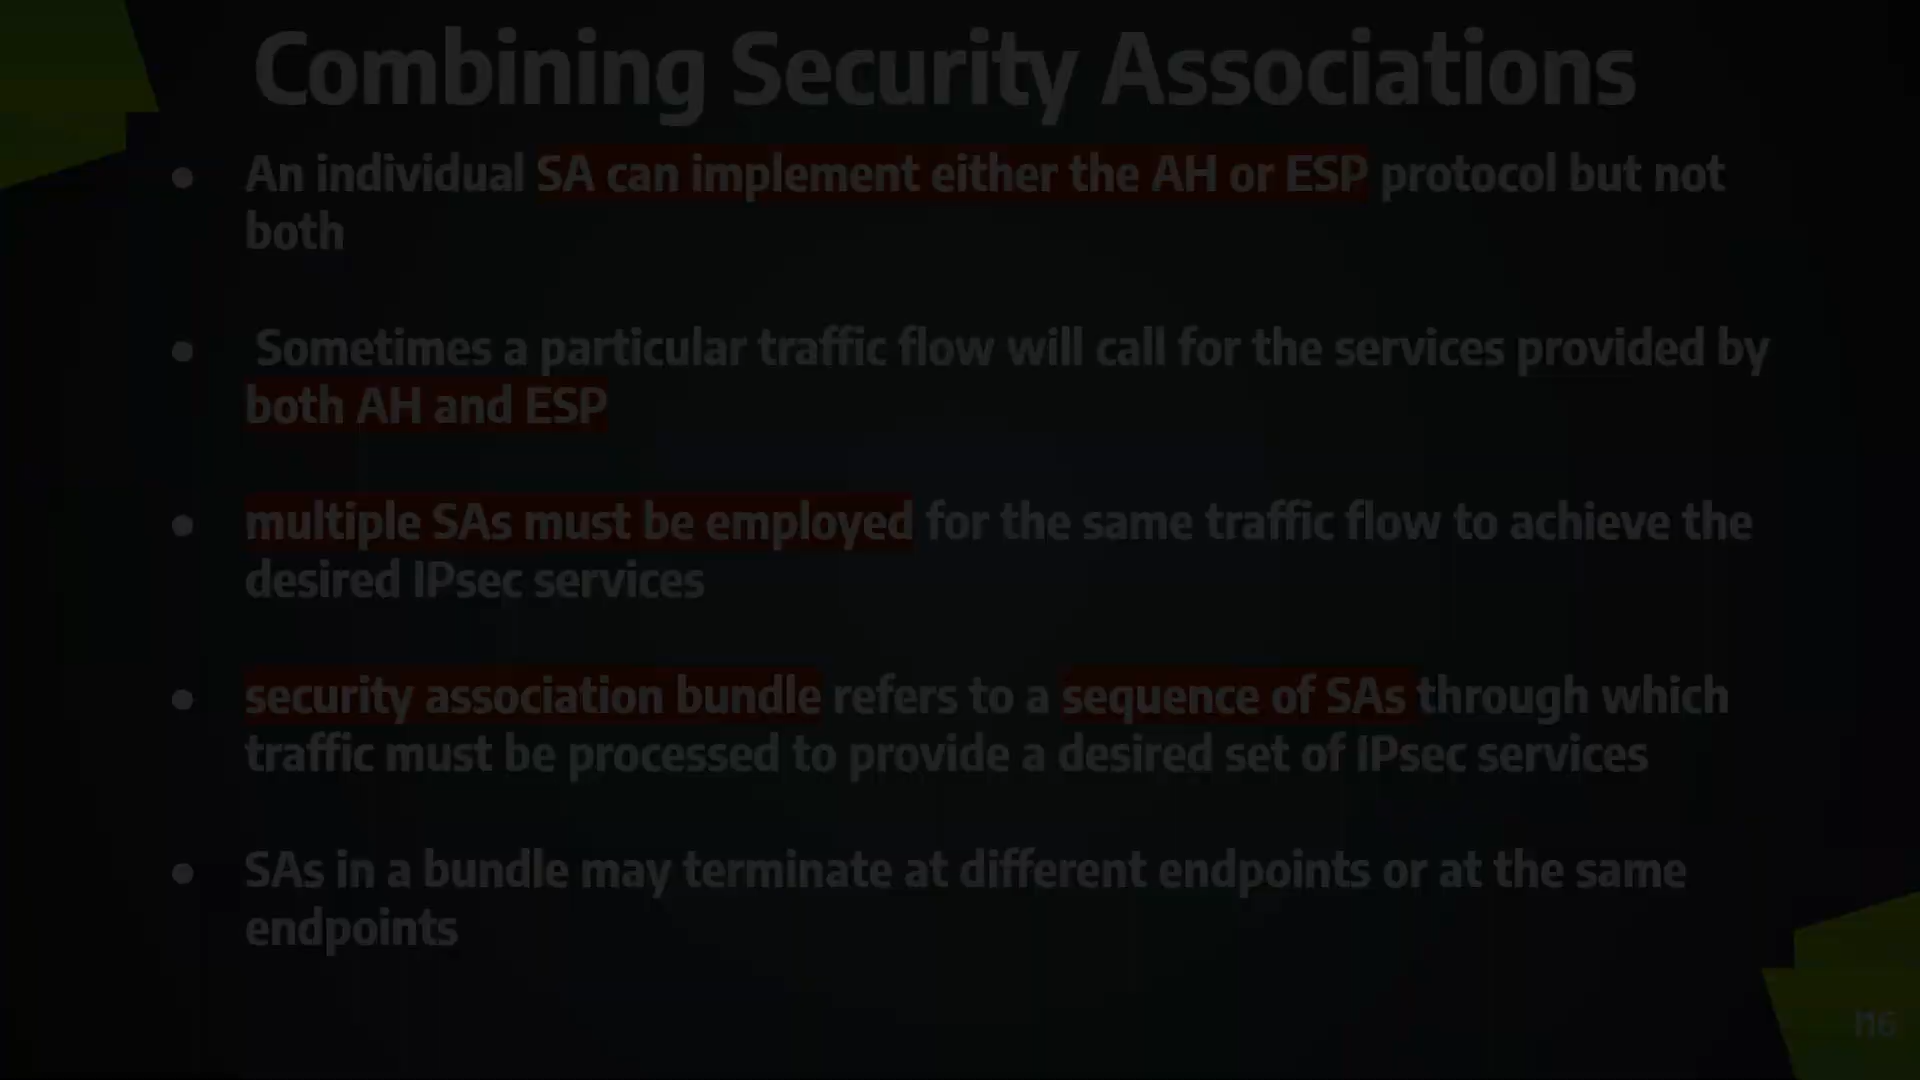 Combining Security Associations
• An individual SA can implement either the AH or ESP protocol but not
both
• Sometimes a particular traffic flow will call for the services provided by
both AH and ESP
• multiple SAs must be employed for the same traffic flow to achieve the
desired IPsec services
• security association bundle refers to a sequence of SAs through which
traffic must be processed to provide a desired set of IPsec services
• SAs in a bundle may terminate at different endpoints or at the same
endpoints